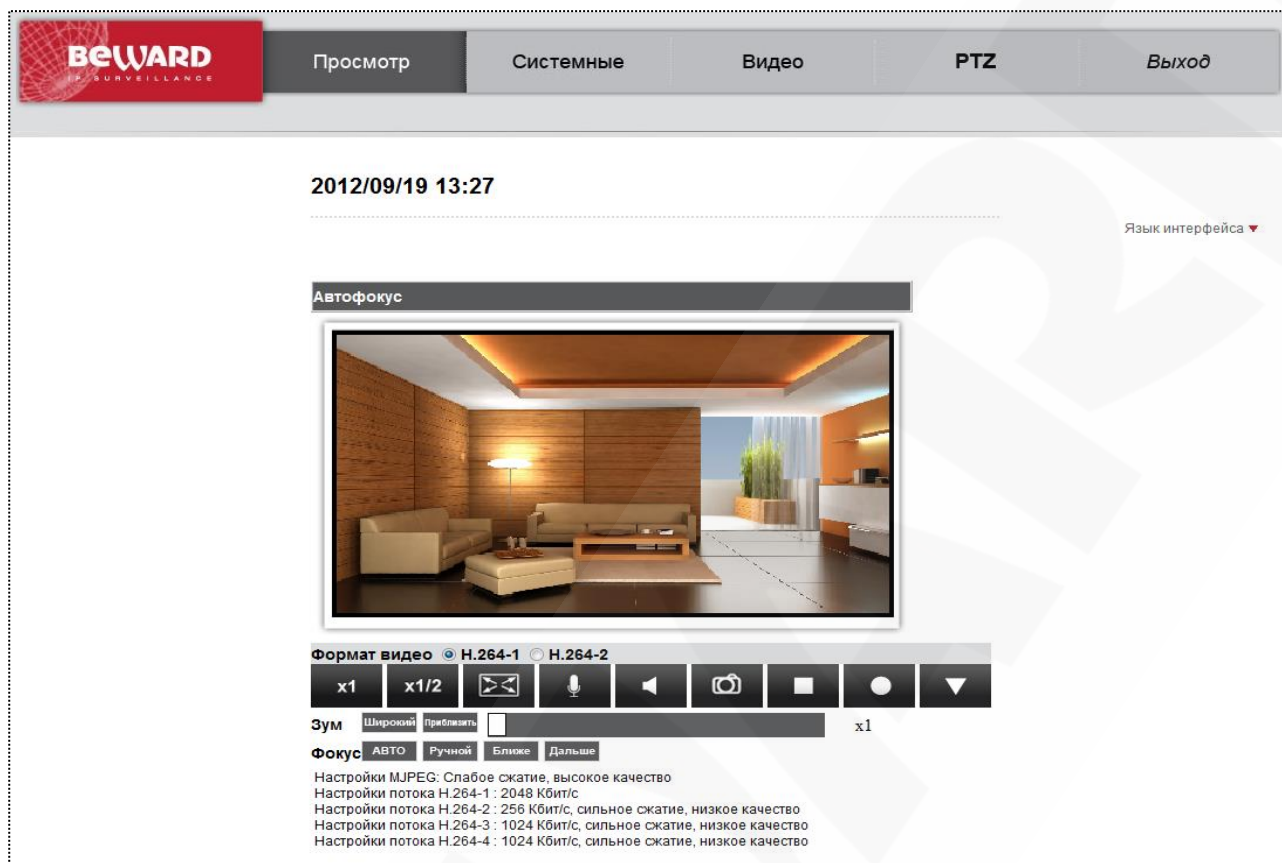 BEWARD
IP SURVEILLANCE
Просмотр
Системные
Видео
PTZ
Выход
2012/09/19 13:27
Язык интерфейса
Автофокус
Формат видео H.264-1 H.264-2
x1 x1/2
Зум Широкий Приблизить x1
Фокус АВТО Ручной Ближе Дальше
Настройки MJPEG: Слабое сжатие, высокое качество
Настройки потока H.264-1 : 2048 Кбит/с
Настройки потока H.264-2 : 256 Кбит/с, сильное сжатие, низкое качество
Настройки потока H.264-3 : 1024 Кбит/с, сильное сжатие, низкое качество
Настройки потока H.264-4 : 1024 Кбит/с, сильное сжатие, низкое качество